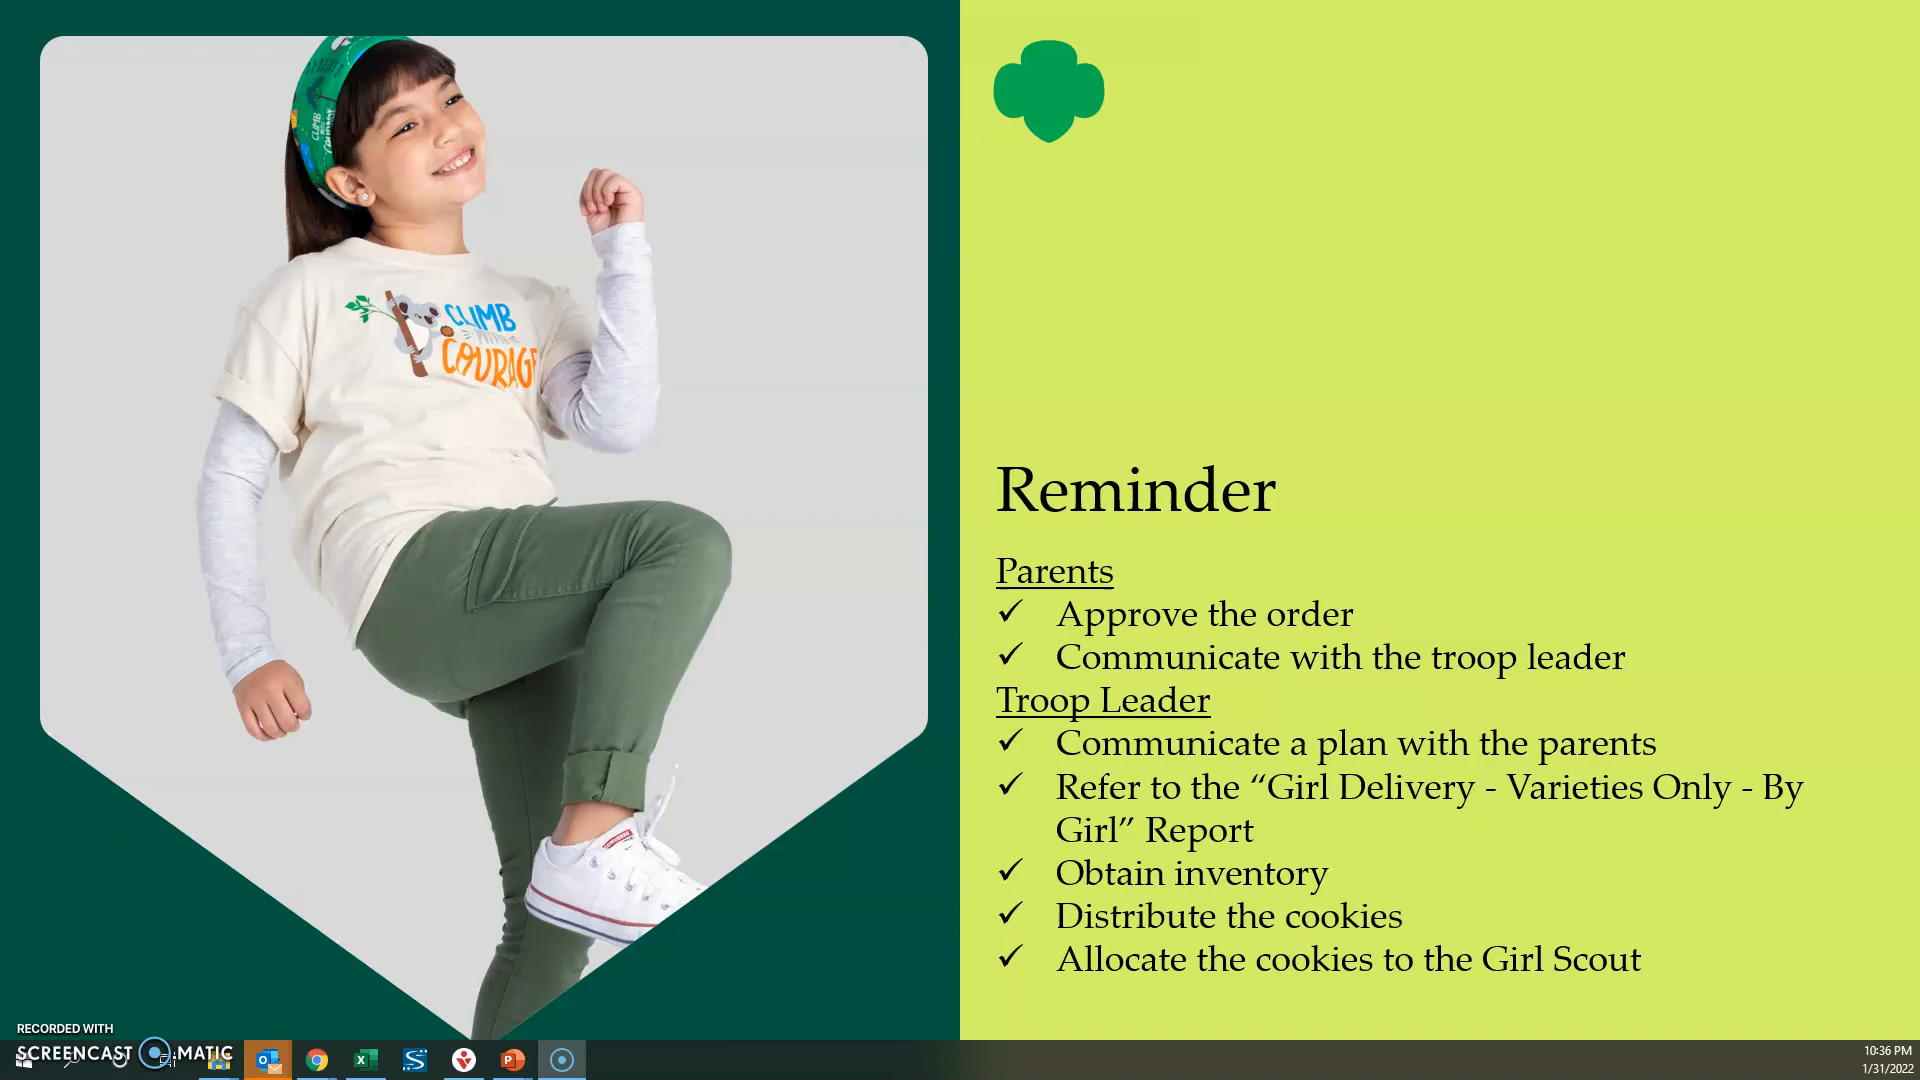 CLIMB
CLIMB
WITH
COURAGE
Reminder
Parents
✓ Approve the order
✓ Communicate with the troop leader
Troop Leader
✓ Communicate a plan with the parents
✓ Refer to the “Girl Delivery - Varieties Only - By
Girl” Report
✓ Obtain inventory
✓ Distribute the cookies
✓ Allocate the cookies to the Girl Scout
RECORDED WITH
SCREENCAST MATIC
10:36 PM
1/31/2022